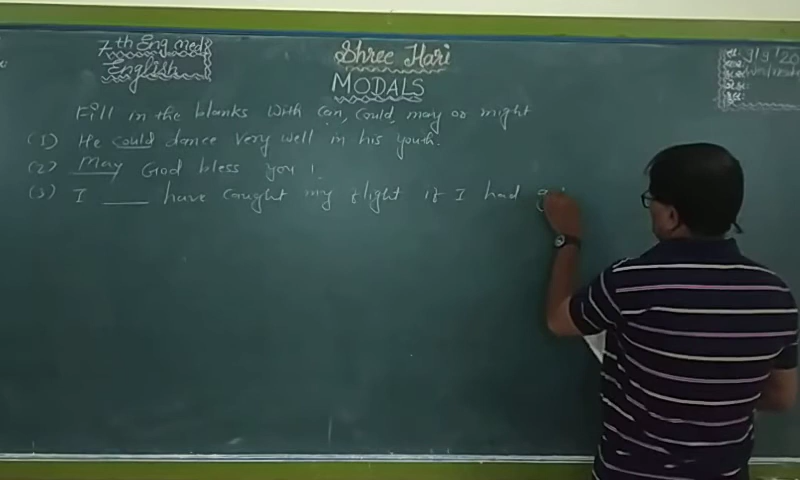 7th Eng med
English
Shree Hari
MODALS
Fill in the blanks with can, could, may or might
(1) He could dance very well in his youth.
(2) May God bless you!
(3) I ___ have caught my flight if I had